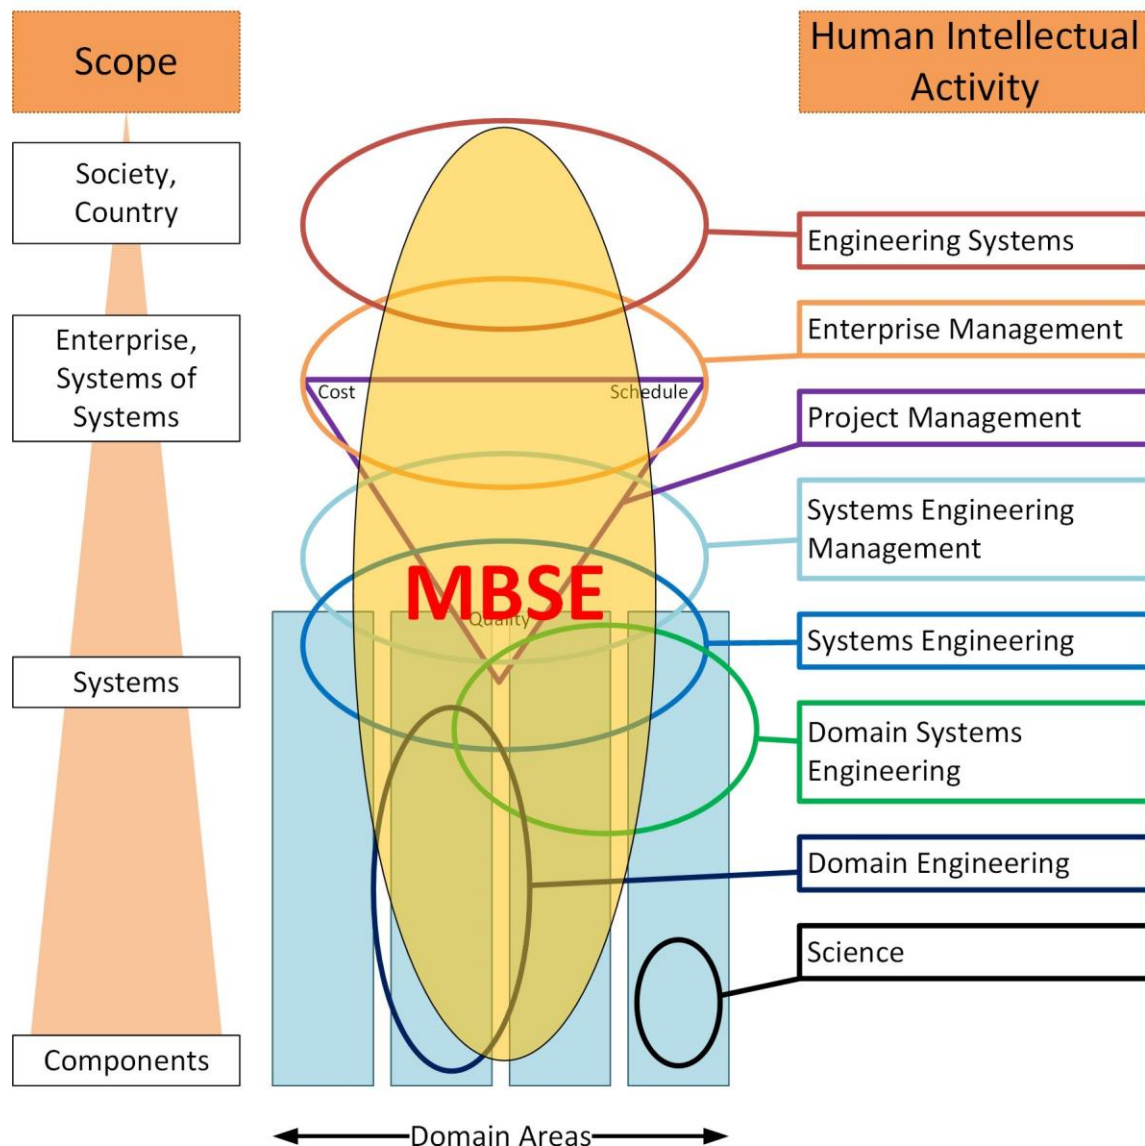 Scope
Human Intellectual
Activity
Society,
Country
Engineering Systems
Enterprise,
Systems of
Systems
Enterprise Management
Cost
Schedule
Project Management
Systems Engineering
Management
MBSE
Quality
Systems Engineering
Systems
Domain Systems
Engineering
Domain Engineering
Science
Components
Domain Areas